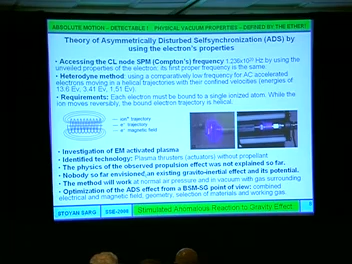 ABSOLUTE MOTION – DETECTABLE ! PHYSICAL VACUUM PROPERTIES – DEFINED BY THE ETHER!
Theory of Asymmetrically Disturbed Selfsynchronization (ADS) by
using the electron's properties
• Accessing the CL node SPM (Compton's) frequency 1.236x10²⁰ Hz by using the
unveiled properties of the electron; its first proper frequency is the same
• Heterodyne method: using a comparatively low frequency for AC accelerated
electrons moving in a helical trajectories with their confined velocities (energies of
13.6 Ev, 3.41 Ev, 1.51 Ev).
• Requirements: Each electron must be bound to a single ionized atom. While the
ion moves reversibly, the bound electron trajectory is helical.
ion⁺ trajectory
e⁻ trajectory
e⁻ magnetic field
• Investigation of EM activated plasma
• Identified technology: Plasma thrusters (actuators) without propellant
• The physics of the observed propulsion effect was not explained so far.
• Nobody so far envisioned an existing gravito-inertial effect and its potential.
• The method will work at normal air pressure and in vacuum with gas surrounding
• Optimization of the ADS effect from a BSM-SG point of view: combined
electrical and magnetic field, geometry, selection of materials and working gas.
STOYAN SARG SSE-2008 Stimulated Anomalous Reaction to Gravity Effect